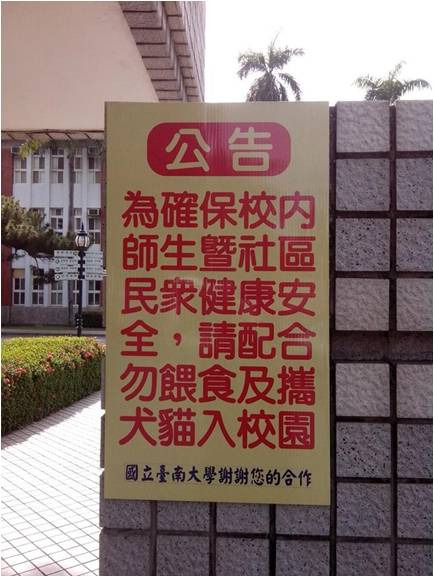 公告
為確保校內
師生暨社區
民眾健康安
全，請配合
勿餵食及攜
犬貓入校園
國立臺南大學謝謝您的合作